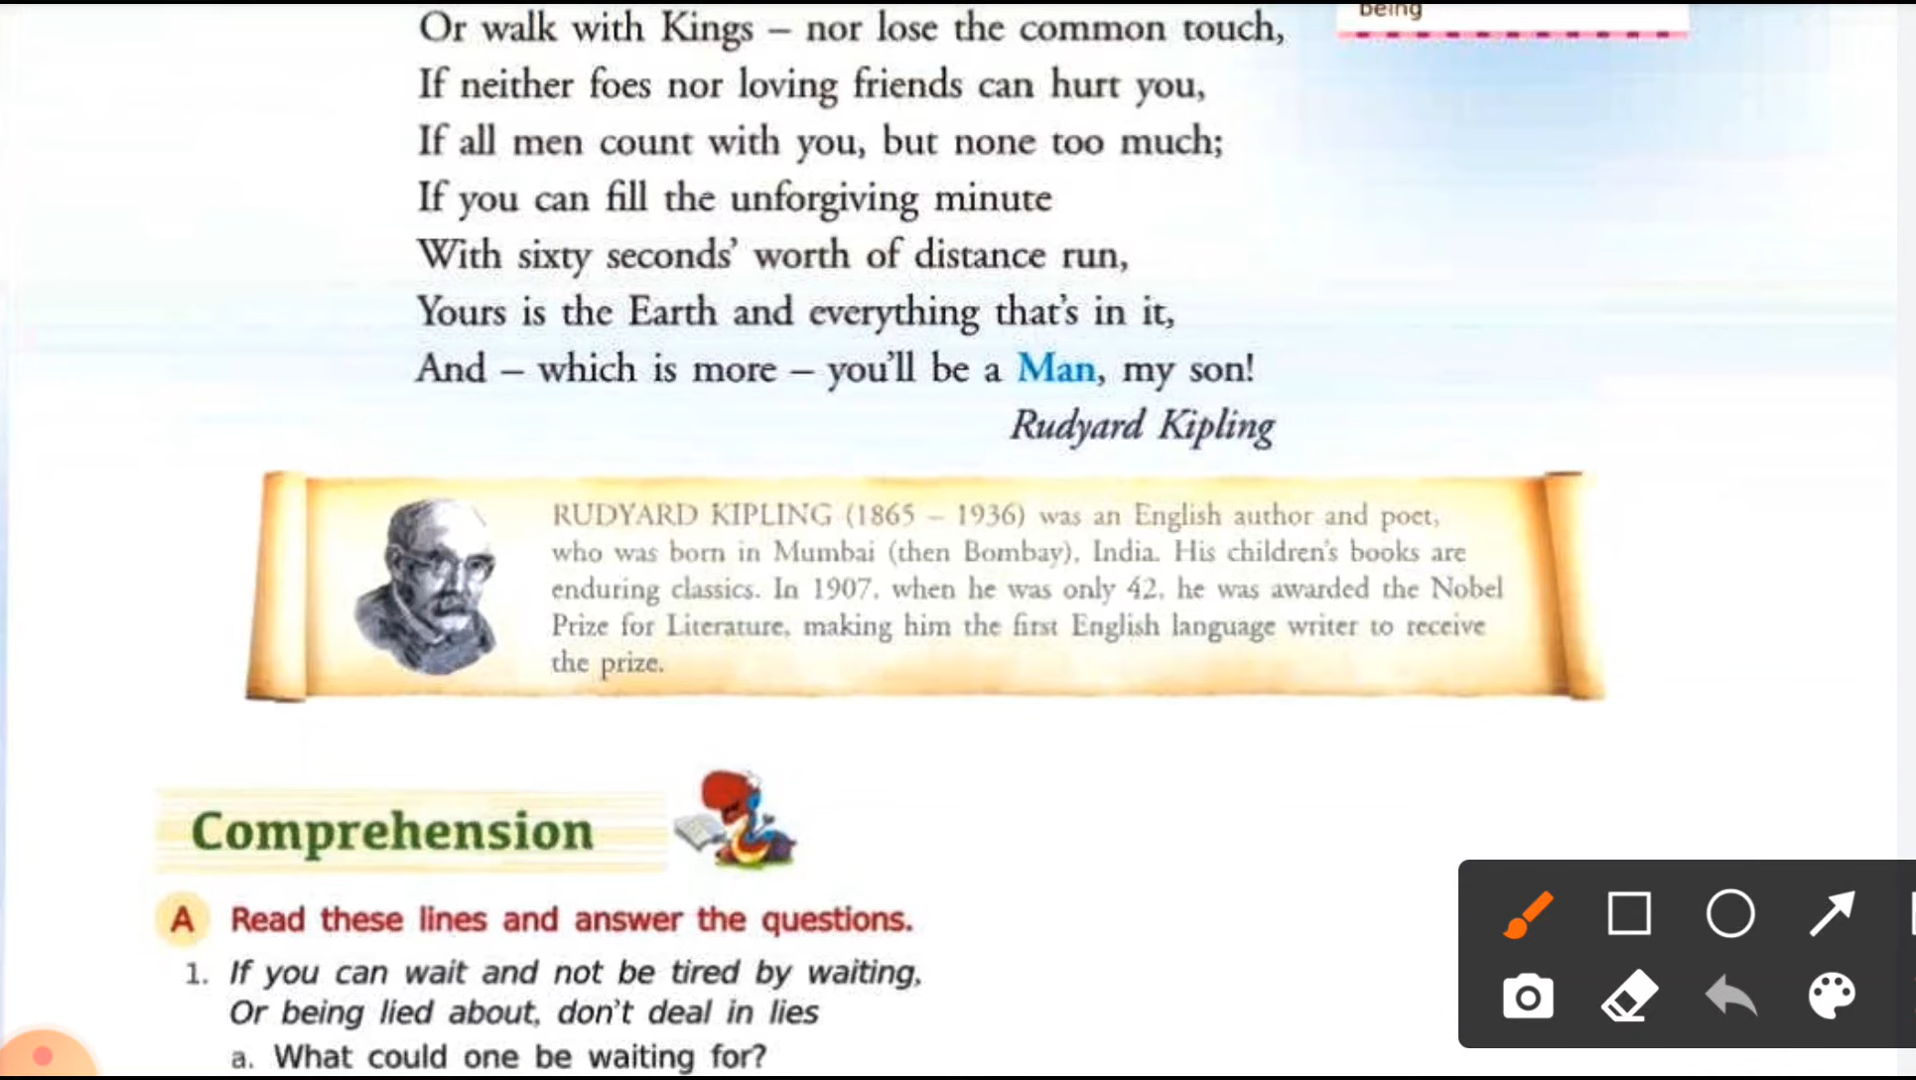 being
Or walk with Kings – nor lose the common touch,
If neither foes nor loving friends can hurt you,
If all men count with you, but none too much;
If you can fill the unforgiving minute
With sixty seconds’ worth of distance run,
Yours is the Earth and everything that’s in it,
And – which is more – you’ll be a Man, my son!
Rudyard Kipling
RUDYARD KIPLING (1865 – 1936) was an English author and poet,
who was born in Mumbai (then Bombay), India. His children's books are
enduring classics. In 1907, when he was only 42, he was awarded the Nobel
Prize for Literature, making him the first English language writer to receive
the prize.
Comprehension
A Read these lines and answer the questions.
1. If you can wait and not be tired by waiting,
Or being lied about, don’t deal in lies
a. What could one be waiting for?